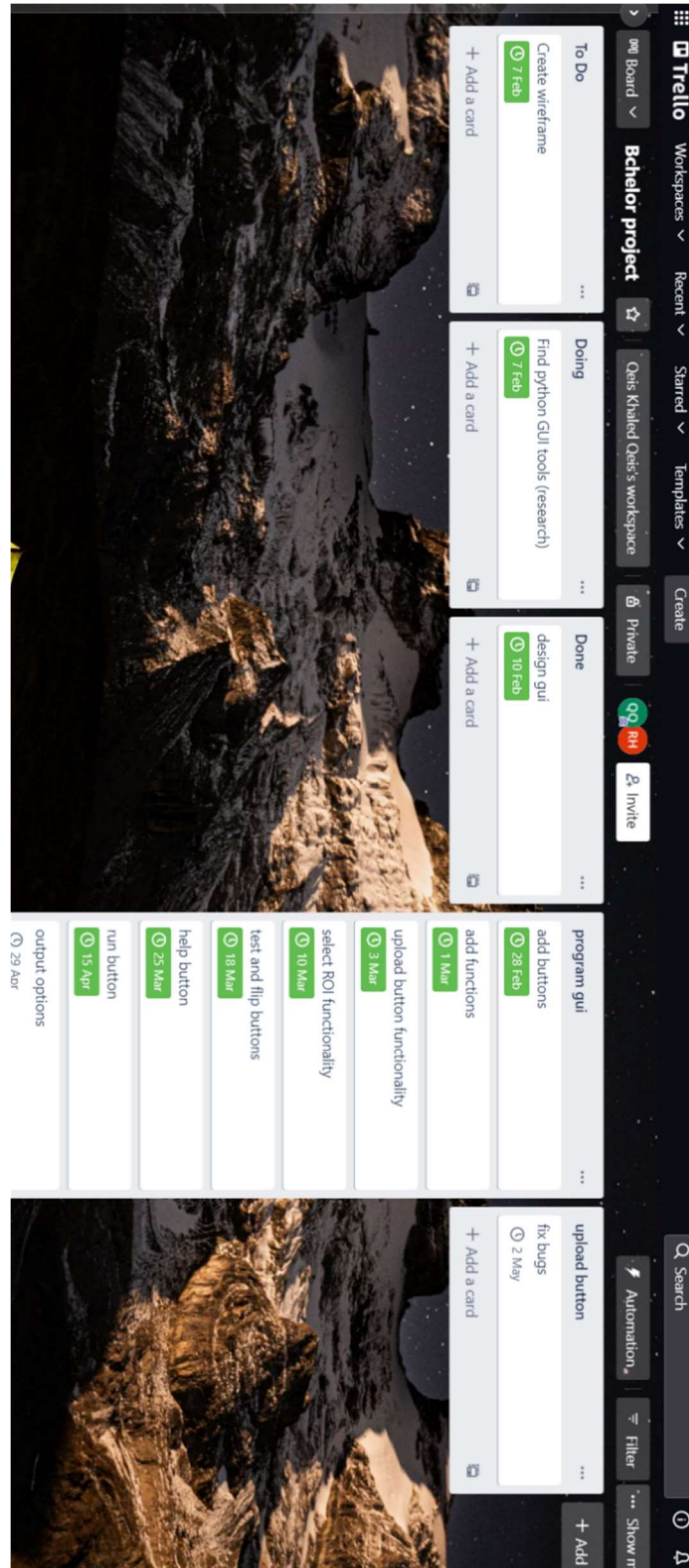 Trello
Workspaces
Recent
Starred
Templates
Create
Search
Board
Bchelor project
Qeis Khaled Qeis's workspace
Private
QQ
RH
Invite
Automation
Filter
Show
To Do
Create wireframe
7 Feb
+ Add a card
Doing
Find python GUI tools (research)
7 Feb
+ Add a card
Done
design gui
10 Feb
+ Add a card
program gui
add buttons
28 Feb
add functions
1 Mar
upload button functionality
3 Mar
select ROI functionality
10 Mar
test and flip buttons
18 Mar
help button
25 Mar
run button
15 Apr
output options
29 Apr
upload button
fix bugs
2 May
+ Add a card
+ Add